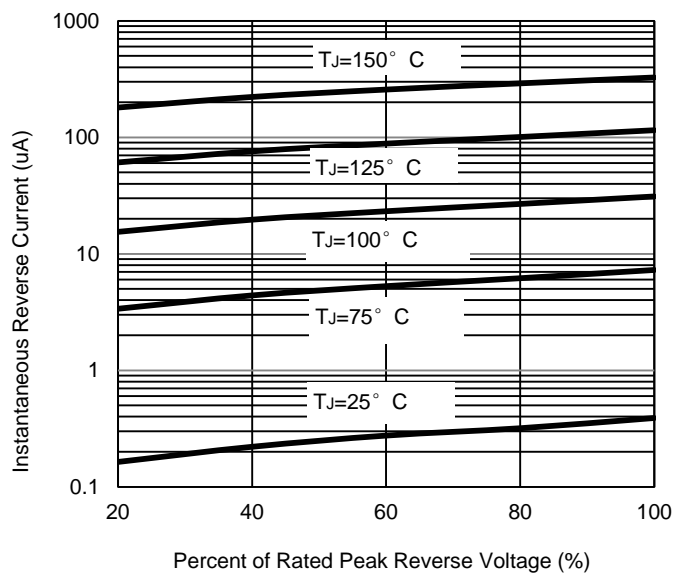 1000
TJ=150° C
100
TJ=125° C
10
TJ=100° C
TJ=75° C
1
TJ=25° C
0.1
20 40 60 80 100
Instantaneous Reverse Current (uA)
Percent of Rated Peak Reverse Voltage (%)